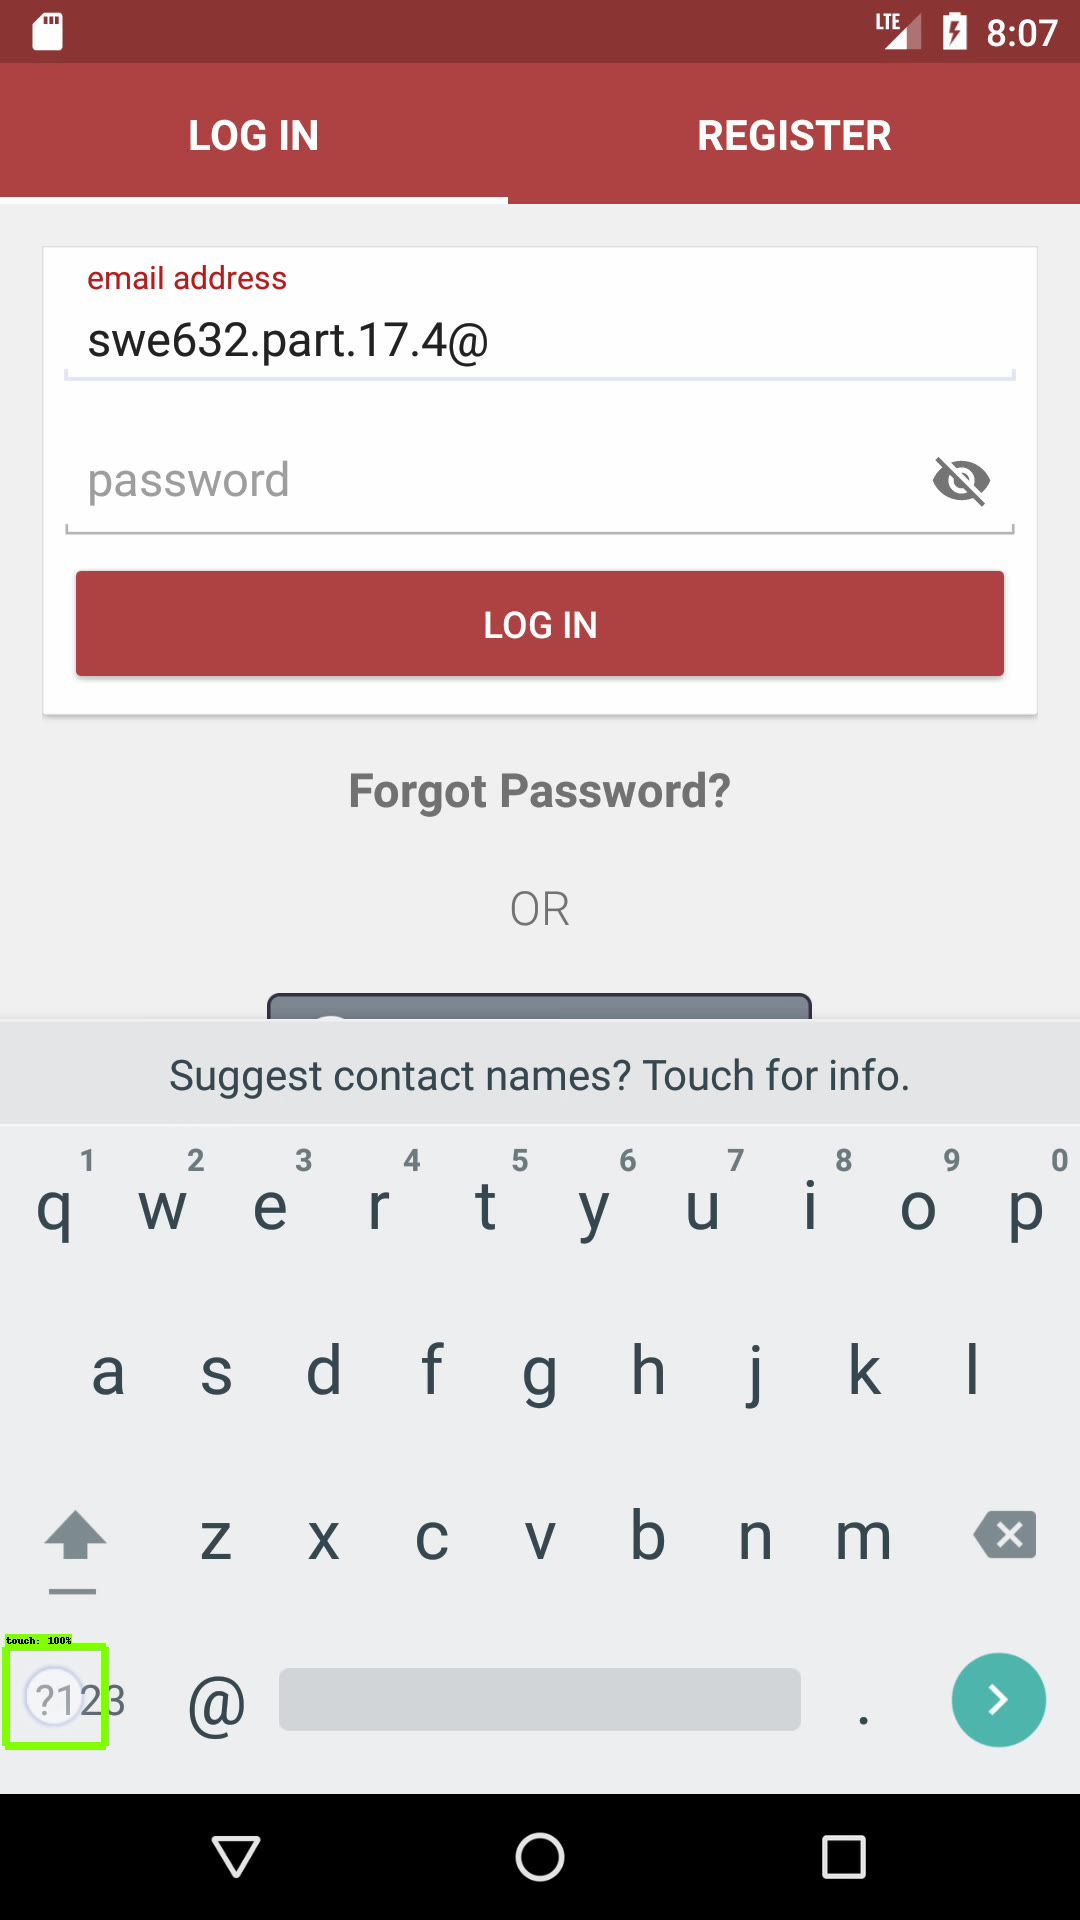 LTE 8:07
LOG IN REGISTER
email address
swe632.part.17.4@
password
LOG IN
Forgot Password?
OR
Suggest contact names? Touch for info.
1 2 3 4 5 6 7 8 9 0
q w e r t y u i o p
a s d f g h j k l
z x c v b n m
touch: 100%
?123 @ .